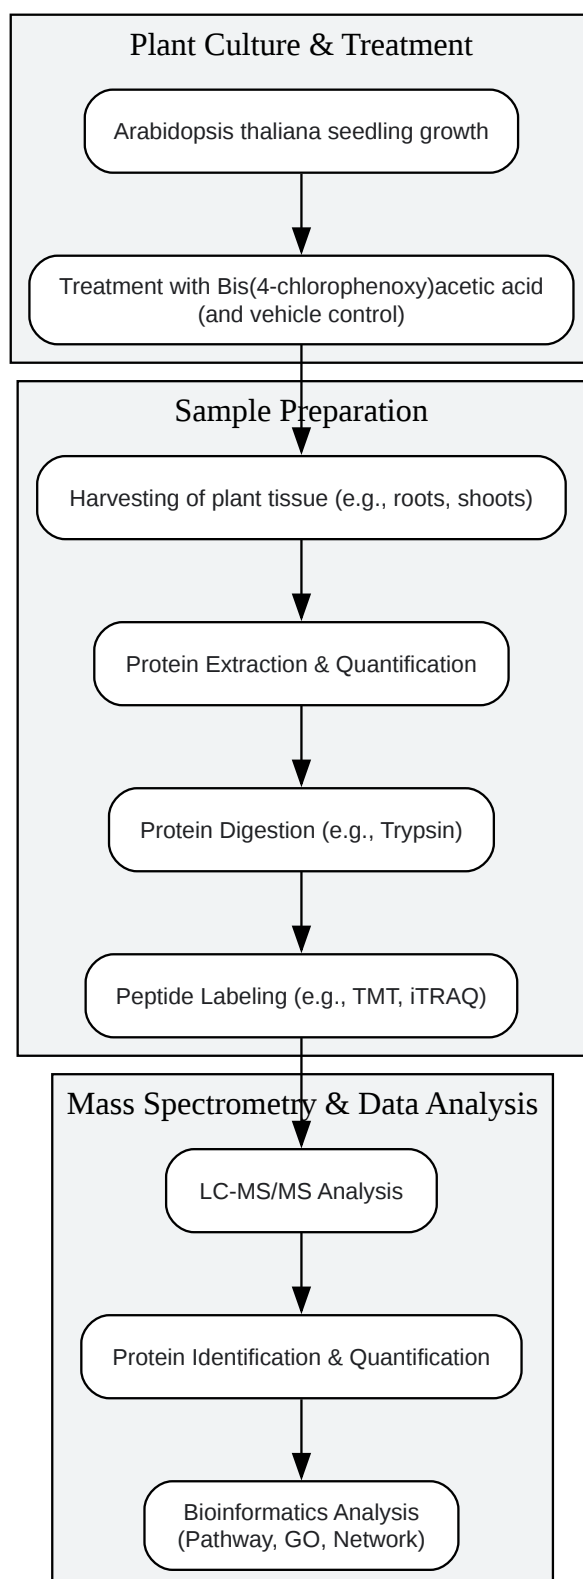 Plant Culture & Treatment
Arabidopsis thaliana seedling growth
Treatment with Bis(4-chlorophenoxy)acetic acid
(and vehicle control)
Sample Preparation
Harvesting of plant tissue (e.g., roots, shoots)
Protein Extraction & Quantification
Protein Digestion (e.g., Trypsin)
Peptide Labeling (e.g., TMT, iTRAQ)
Mass Spectrometry & Data Analysis
LC-MS/MS Analysis
Protein Identification & Quantification
Bioinformatics Analysis
(Pathway, GO, Network)